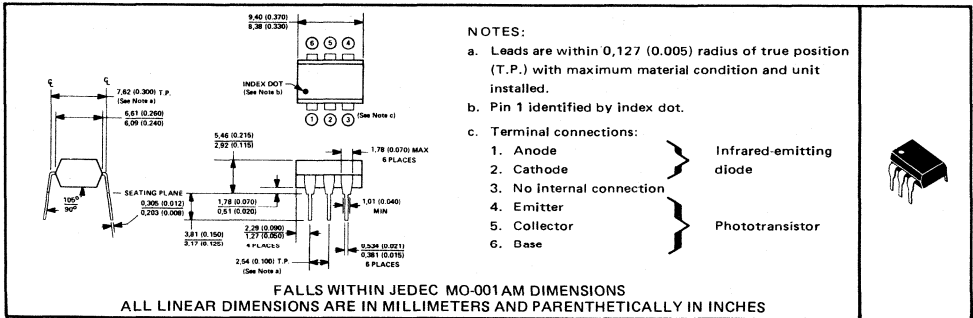 9,40 (0.370)
8,38 (0.330)
6 5 4
INDEX DOT
(See Note b)
1 2 3 (See Note c)
C L C L
7,62 (0.300) T.P.
(See Note a)
6,61 (0.260)
6,09 (0.240)
105°
90°
SEATING PLANE
0,305 (0.012)
0,203 (0.008)
5,46 (0.215)
2,92 (0.115)
1,78 (0.070) MAX
6 PLACES
1,78 (0.070)
0,51 (0.020)
1,01 (0.040)
MIN
3,81 (0.150)
3,17 (0.125)
2,29 (0.090)
1,27 (0.050)
4 PLACES
0,534 (0.021)
0,381 (0.015)
6 PLACES
2,54 (0.100) T.P.
(See Note a)
NOTES:
a. Leads are within 0,127 (0.005) radius of true position
(T.P.) with maximum material condition and unit
installed.
b. Pin 1 identified by index dot.
c. Terminal connections:
1. Anode
2. Cathode
Infrared-emitting
diode
3. No internal connection
4. Emitter
5. Collector
6. Base
Phototransistor
FALLS WITHIN JEDEC MO-001AM DIMENSIONS
ALL LINEAR DIMENSIONS ARE IN MILLIMETERS AND PARENTHETICALLY IN INCHES